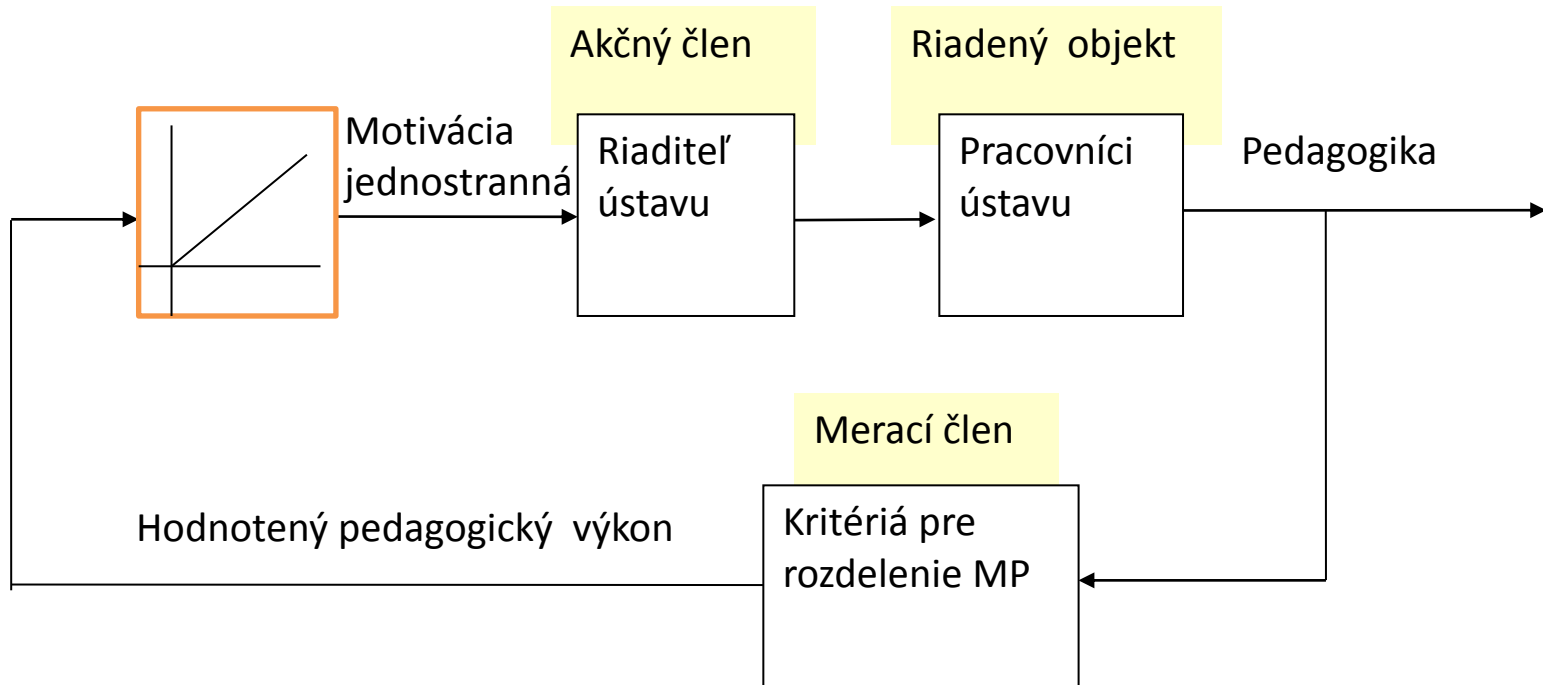 Akčný člen
Riadený objekt
Motivácia
jednostranná
Riaditeľ
ústavu
Pracovníci
ústavu
Pedagogika
Merací člen
Hodnotený pedagogický výkon
Kritériá pre
rozdelenie MP